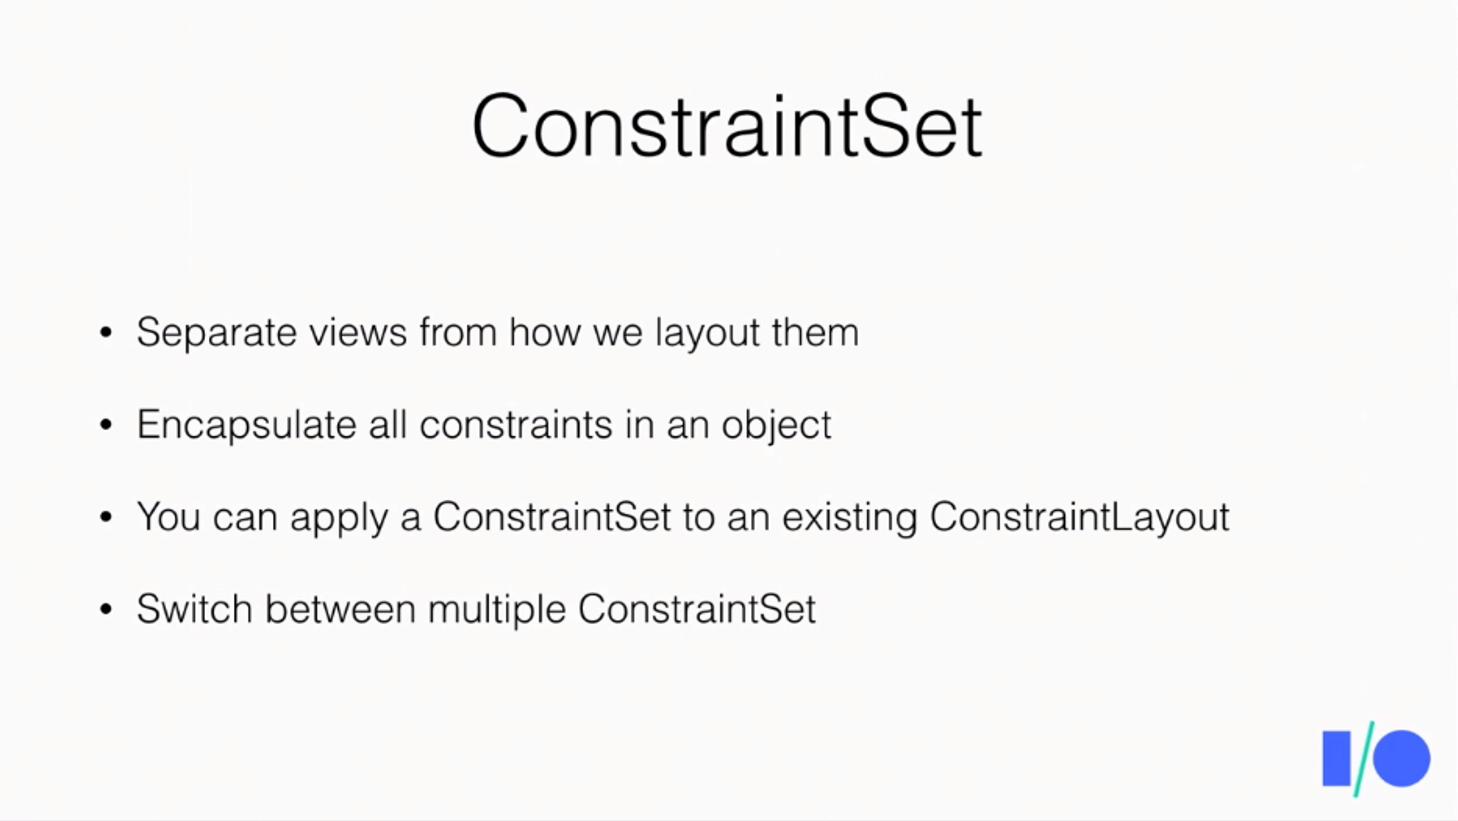 ConstraintSet
• Separate views from how we layout them
• Encapsulate all constraints in an object
• You can apply a ConstraintSet to an existing ConstraintLayout
• Switch between multiple ConstraintSet
I/O